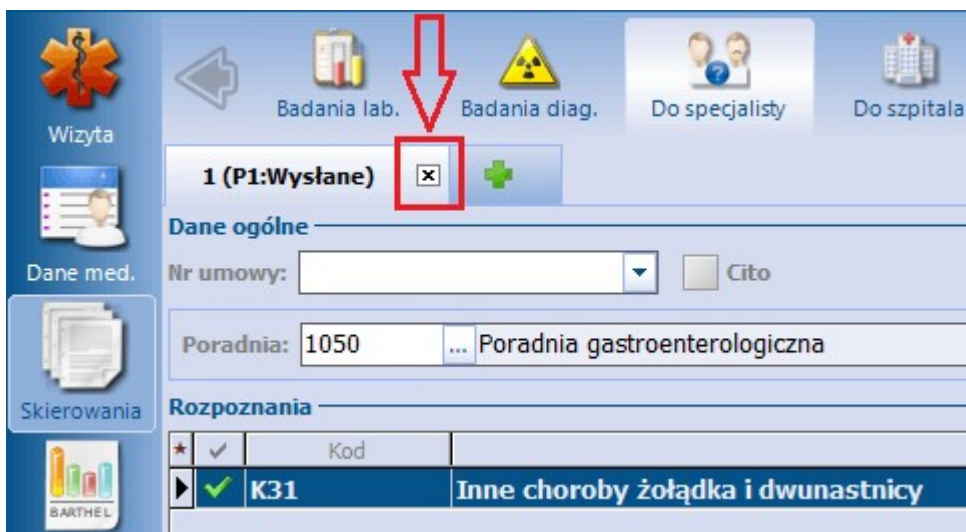 Badania lab.
Badania diag.
Do specjalisty
Do szpitala
Wizyta
1 (P1:Wysłane)
Dane ogólne
Dane med.
Nr umowy:
Cito
Poradnia: 1050 ... Poradnia gastroenterologiczna
Skierowania
Rozpoznania
Kod
K31 Inne choroby żołądka i dwunastnicy
BARTHEL